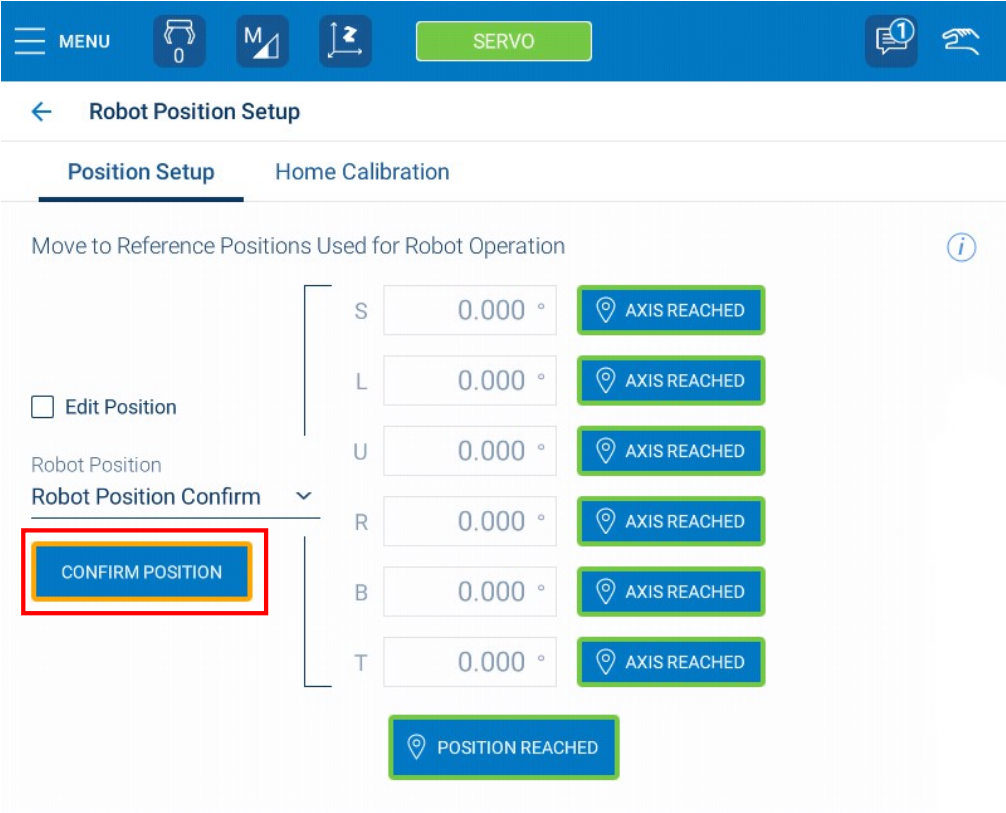 MENU
0
M
Z
SERVO
1
Robot Position Setup
Position Setup
Home Calibration
Move to Reference Positions Used for Robot Operation
i
S 0.000 ° AXIS REACHED
L 0.000 ° AXIS REACHED
Edit Position
U 0.000 ° AXIS REACHED
Robot Position
Robot Position Confirm
R 0.000 ° AXIS REACHED
CONFIRM POSITION
B 0.000 ° AXIS REACHED
T 0.000 ° AXIS REACHED
POSITION REACHED